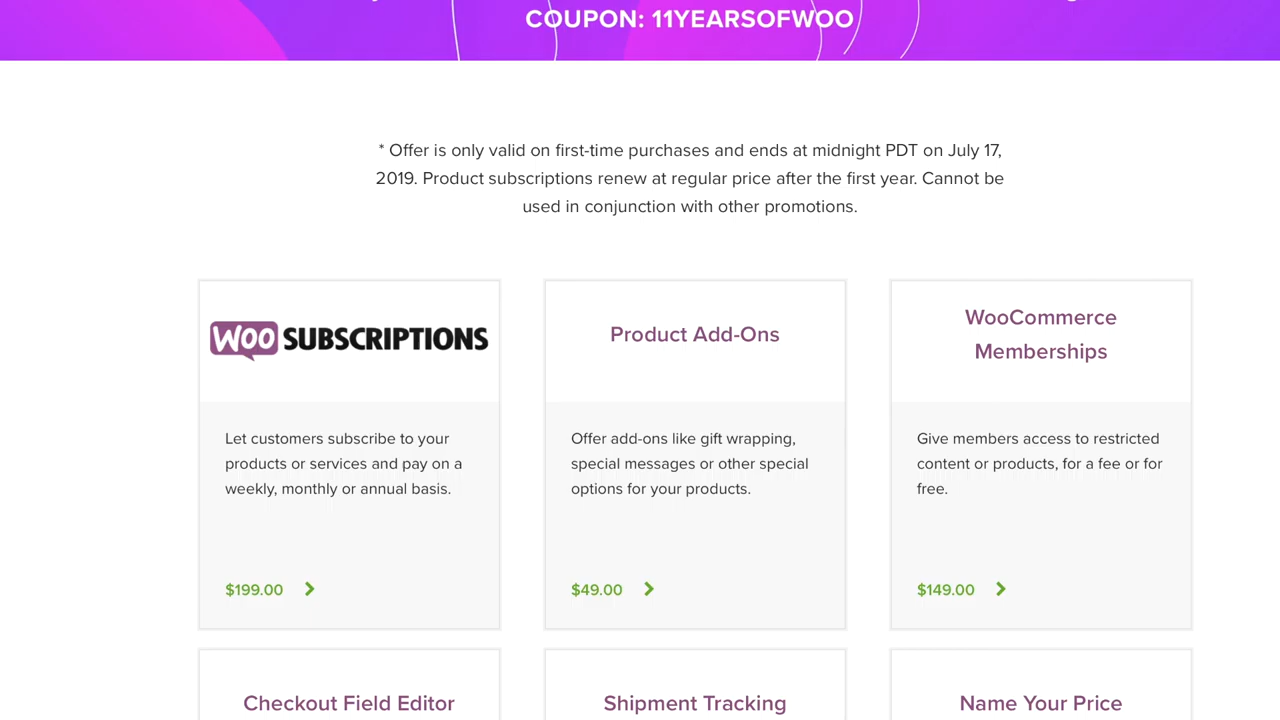 COUPON: 11YEARSOFWOO
* Offer is only valid on first-time purchases and ends at midnight PDT on July 17,
2019. Product subscriptions renew at regular price after the first year. Cannot be
used in conjunction with other promotions.
WOO SUBSCRIPTIONS
Let customers subscribe to your
products or services and pay on a
weekly, monthly or annual basis.
$199.00
Product Add-Ons
Offer add-ons like gift wrapping,
special messages or other special
options for your products.
$49.00
WooCommerce
Memberships
Give members access to restricted
content or products, for a fee or for
free.
$149.00
Checkout Field Editor
Shipment Tracking
Name Your Price